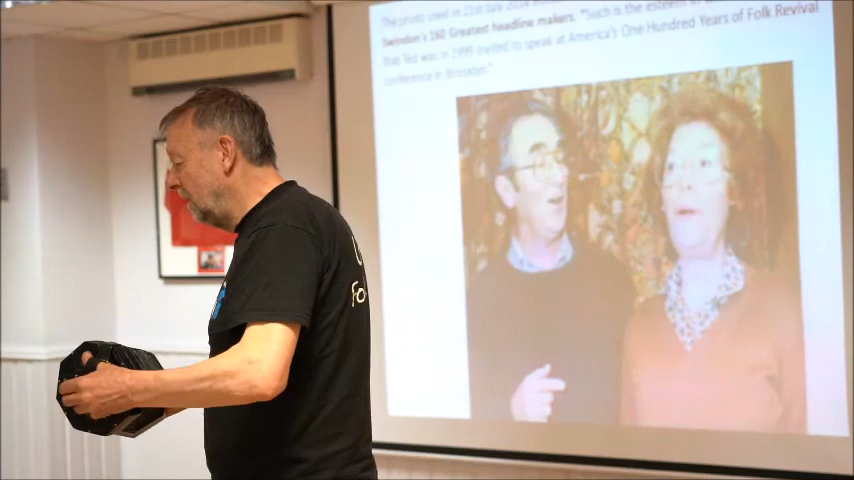 The photo used in 21st July 2014
Swindon's 160 Greatest headline makers. "Such is the esteem
that Ted was in 1999 invited to speak at America's One Hundred Years of Folk Revival
conference in Brooklyn."
Fo